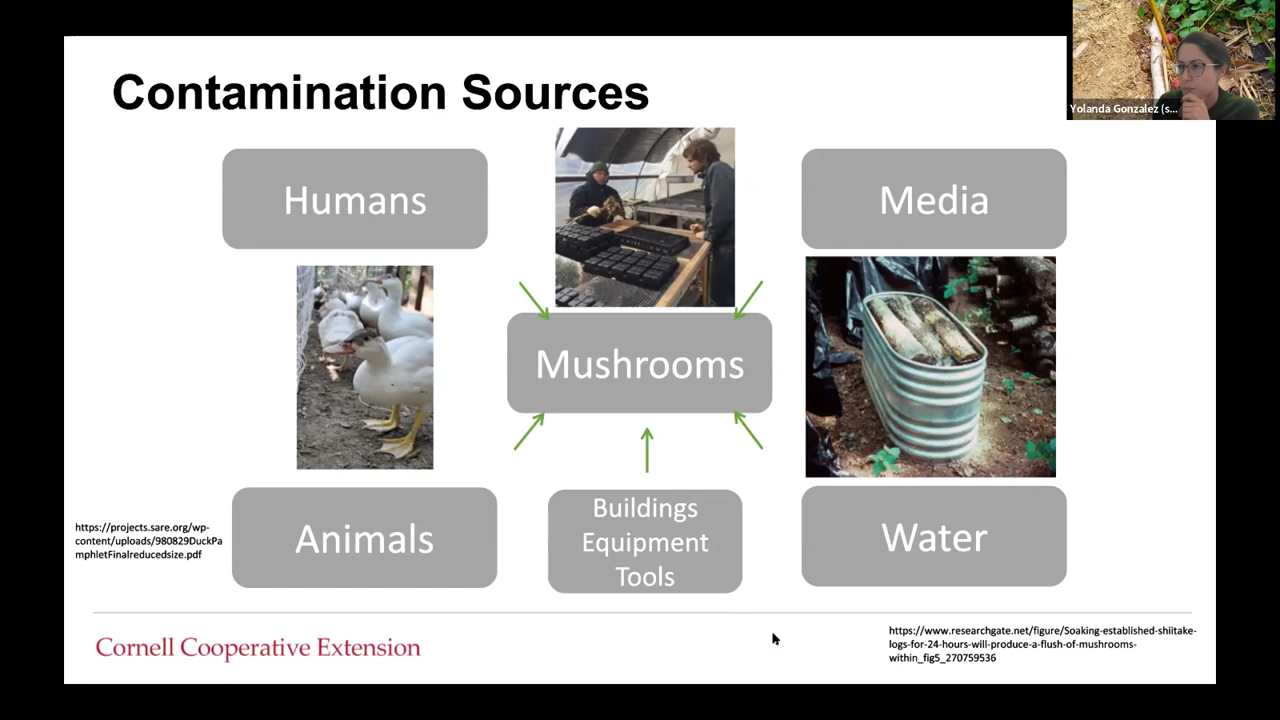 Contamination Sources
Yolanda Gonzalez (s...
Humans
Media
Mushrooms
Animals
Buildings
Equipment
Tools
Water
https://projects.sare.org/wp-
content/uploads/980829DuckPa
mphletFinalreducedsize.pdf
Cornell Cooperative Extension
https://www.researchgate.net/figure/Soaking-established-shiitake-
logs-for-24-hours-will-produce-a-flush-of-mushrooms-
within_fig5_270759536